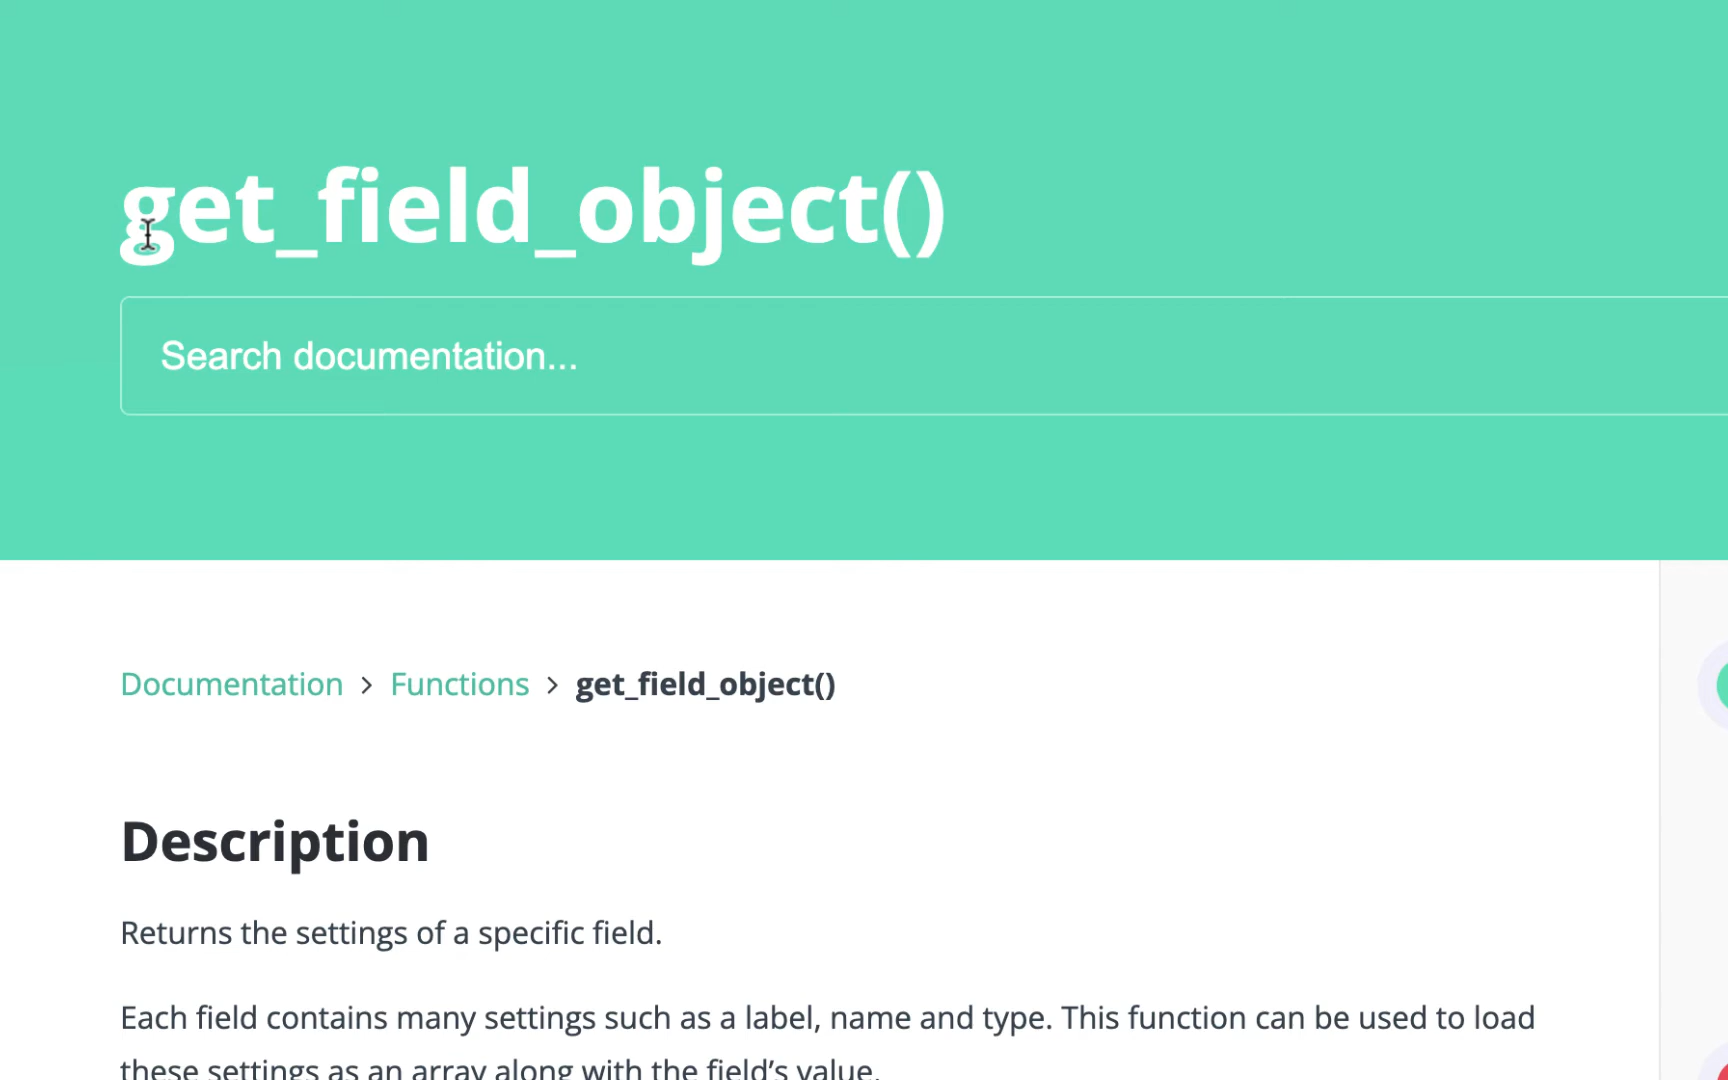 get_field_object()
Search documentation...
Documentation > Functions > get_field_object()
Description
Returns the settings of a specific field.
Each field contains many settings such as a label, name and type. This function can be used to load
these settings as an array along with the field’s value.